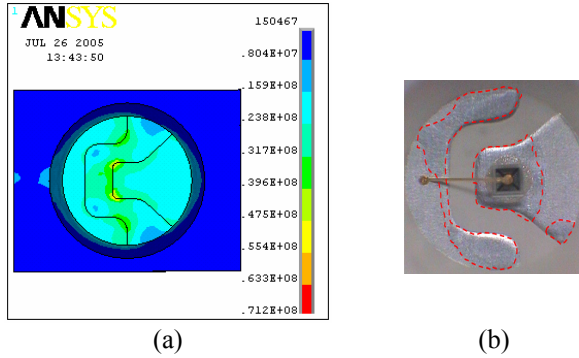 1
ANSYS
JUL 26 2005
13:43:50
150467
.804E+07
.159E+08
.238E+08
.317E+08
.396E+08
.475E+08
.554E+08
.633E+08
.712E+08
(a)
(b)